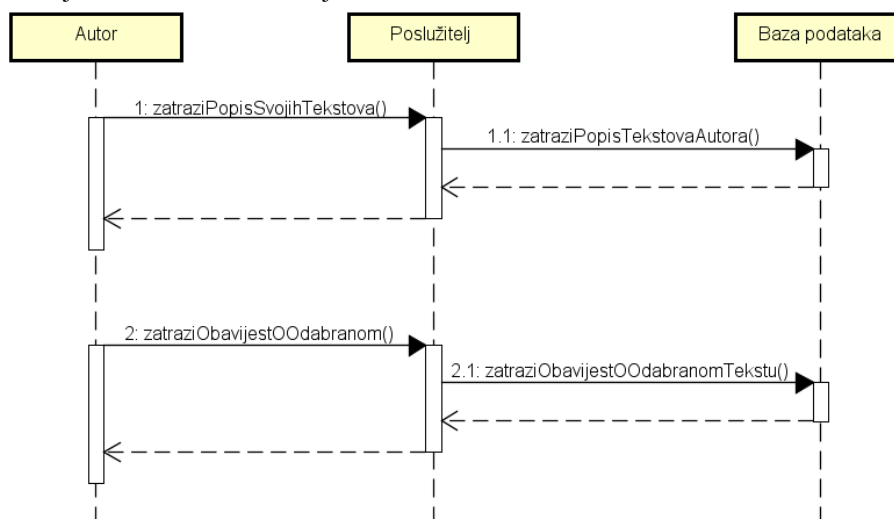 Autor
Poslužitelj
Baza podataka
1: zatraziPopisSvojihTekstova()
1.1: zatraziPopisTekstovaAutora()
2: zatraziObavijestOOdabranom()
2.1: zatraziObavijestOOdabranomTekstu()